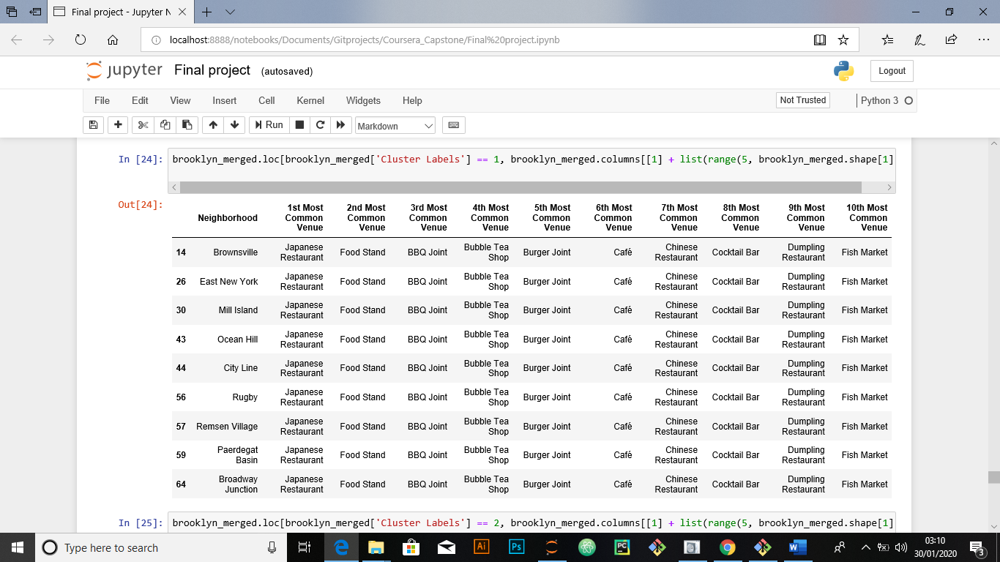 Final project - Jupyter N
localhost:8888/notebooks/Documents/Gitprojects/Coursera_Capstone/Final%20project.ipynb
jupyter Final project (autosaved)
Logout
File Edit View Insert Cell Kernel Widgets Help
Not Trusted
Python 3
Run
Markdown
In [24]: brooklyn_merged.loc[brooklyn_merged['Cluster Labels'] == 1, brooklyn_merged.columns[[1] + list(range(5, brooklyn_merged.shape[1]
Out[24]:
Neighborhood 1st Most Common Venue 2nd Most Common Venue 3rd Most Common Venue 4th Most Common Venue 5th Most Common Venue 6th Most Common Venue 7th Most Common Venue 8th Most Common Venue 9th Most Common Venue 10th Most Common Venue
14 Brownsville Japanese Restaurant Food Stand BBQ Joint Bubble Tea Shop Burger Joint Café Chinese Restaurant Cocktail Bar Dumpling Restaurant Fish Market
26 East New York Japanese Restaurant Food Stand BBQ Joint Bubble Tea Shop Burger Joint Café Chinese Restaurant Cocktail Bar Dumpling Restaurant Fish Market
30 Mill Island Japanese Restaurant Food Stand BBQ Joint Bubble Tea Shop Burger Joint Café Chinese Restaurant Cocktail Bar Dumpling Restaurant Fish Market
43 Ocean Hill Japanese Restaurant Food Stand BBQ Joint Bubble Tea Shop Burger Joint Café Chinese Restaurant Cocktail Bar Dumpling Restaurant Fish Market
44 City Line Japanese Restaurant Food Stand BBQ Joint Bubble Tea Shop Burger Joint Café Chinese Restaurant Cocktail Bar Dumpling Restaurant Fish Market
56 Rugby Japanese Restaurant Food Stand BBQ Joint Bubble Tea Shop Burger Joint Café Chinese Restaurant Cocktail Bar Dumpling Restaurant Fish Market
57 Remsen Village Japanese Restaurant Food Stand BBQ Joint Bubble Tea Shop Burger Joint Café Chinese Restaurant Cocktail Bar Dumpling Restaurant Fish Market
59 Paerdegat Basin Japanese Restaurant Food Stand BBQ Joint Bubble Tea Shop Burger Joint Café Chinese Restaurant Cocktail Bar Dumpling Restaurant Fish Market
64 Broadway Junction Japanese Restaurant Food Stand BBQ Joint Bubble Tea Shop Burger Joint Café Chinese Restaurant Cocktail Bar Dumpling Restaurant Fish Market
In [25]: brooklyn_merged.loc[brooklyn_merged['Cluster Labels'] == 2, brooklyn_merged.columns[[1] + list(range(5, brooklyn_merged.shape[1]
Type here to search
Ai
Ps
PC
W
03:10
30/01/2020
3